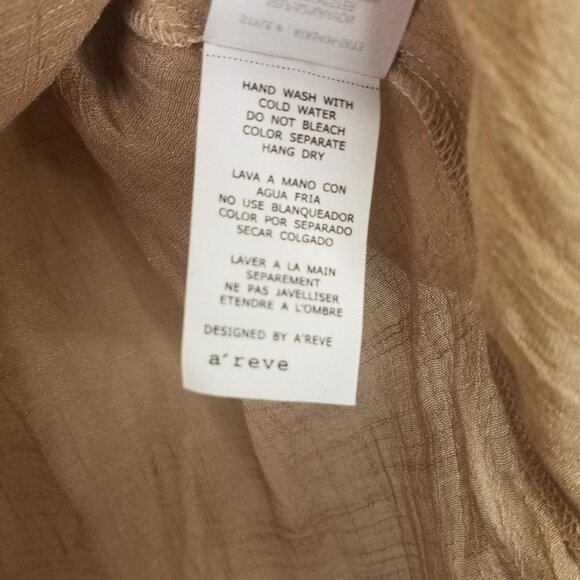 HAND WASH WITH
COLD WATER
DO NOT BLEACH
COLOR SEPARATE
HANG DRY
LAVA A MANO CON
AGUA FRIA
NO USE BLANQUEADOR
COLOR POR SEPARADO
SECAR COLGADO
LAVER A LA MAIN
SEPAREMENT
NE PAS JAVELLISER
ETENDRE A L'OMBRE
DESIGNED BY A'REVE
a'reve